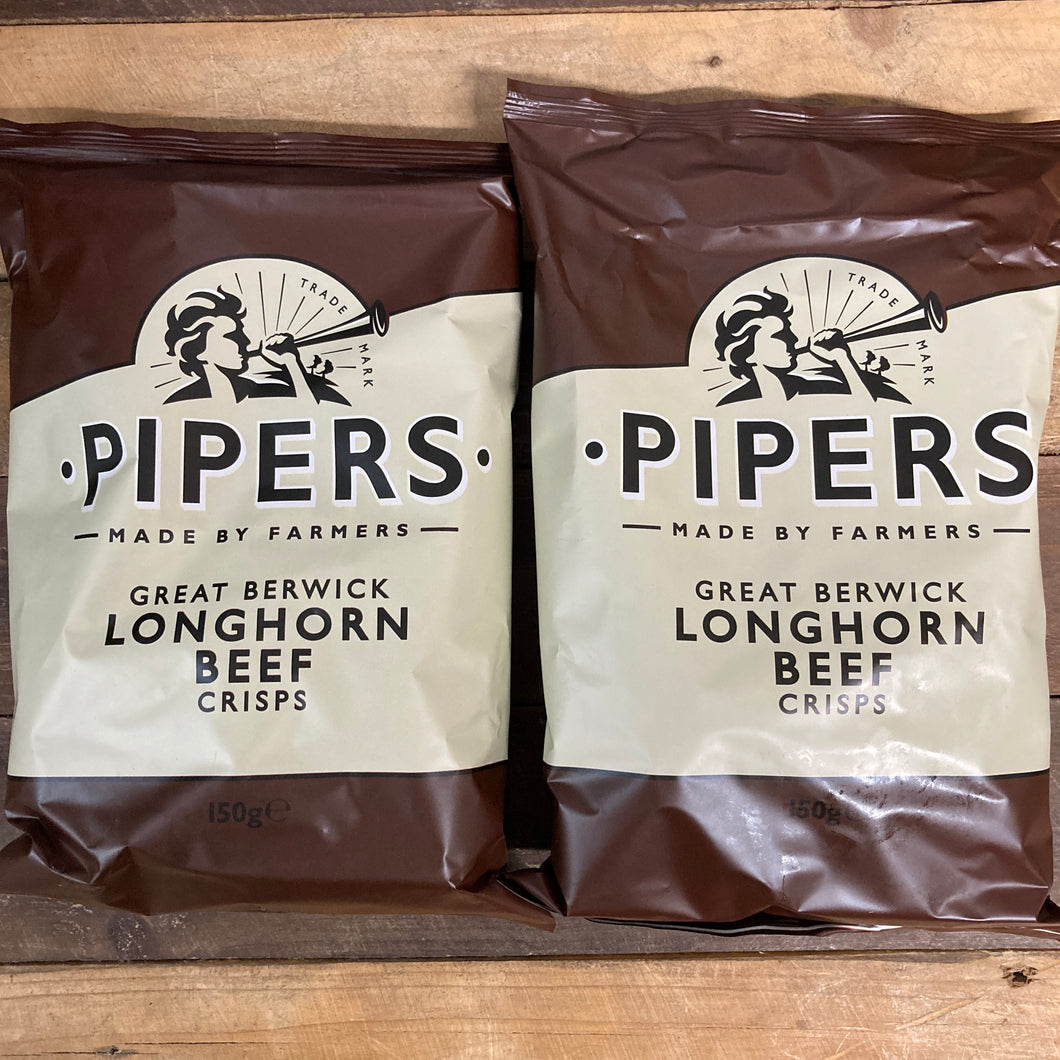 TRADE MARK
·PIPERS·
MADE BY FARMERS
GREAT BERWICK
LONGHORN
BEEF
CRISPS
150g℮
TRADE MARK
·PIPERS
MADE BY FARMERS
GREAT BERWICK
LONGHORN
BEEF
CRISPS
150g℮